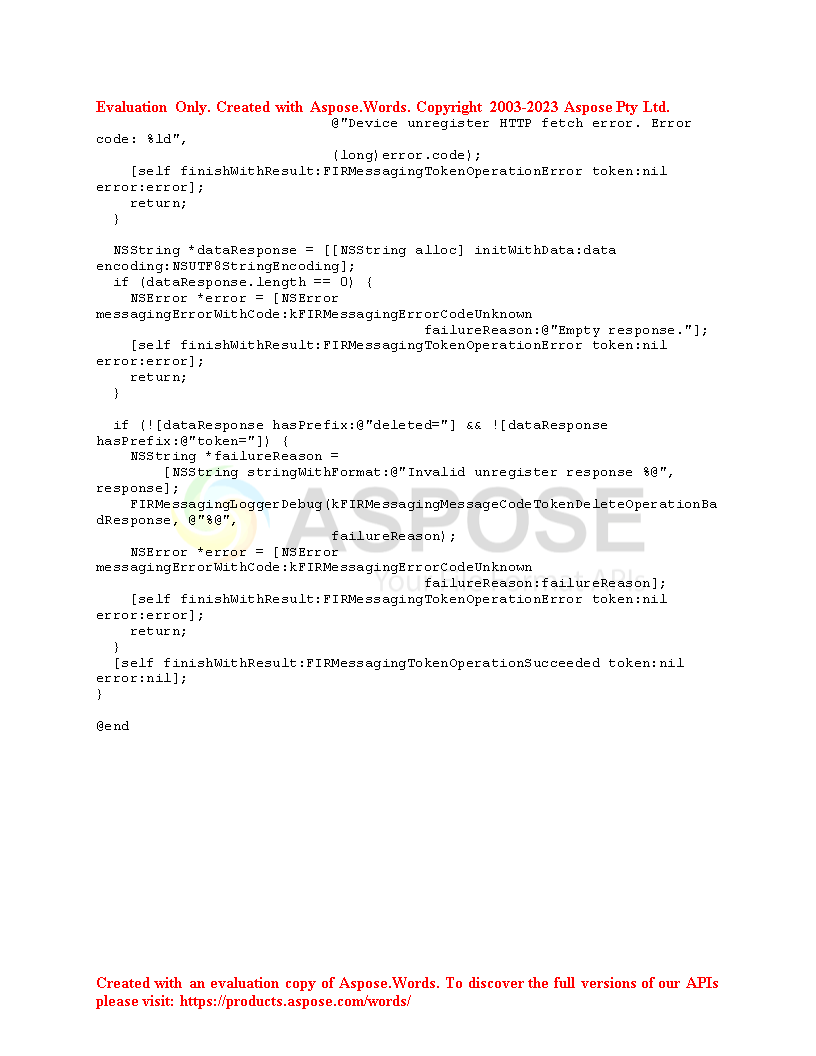 Evaluation Only. Created with Aspose.Words. Copyright 2003-2023 Aspose Pty Ltd.
@"Device unregister HTTP fetch error. Error
code: %ld",
(long)error.code);
[self finishWithResult:FIRMessagingTokenOperationError token:nil
error:error];
return;
}
NSString *dataResponse = [[NSString alloc] initWithData:data
encoding:NSUTF8StringEncoding];
if (dataResponse.length == 0) {
NSError *error = [NSError
messagingErrorWithCode:kFIRMessagingErrorCodeUnknown
failureReason:@"Empty response."];
[self finishWithResult:FIRMessagingTokenOperationError token:nil
error:error];
return;
}
if (![dataResponse hasPrefix:@"deleted="] && ![dataResponse
hasPrefix:@"token="]) {
NSString *failureReason =
[NSString stringWithFormat:@"Invalid unregister response %@",
response];
FIRMessagingLoggerDebug(kFIRMessagingMessageCodeTokenDeleteOperationBa
dResponse, @"%@",
failureReason);
NSError *error = [NSError
messagingErrorWithCode:kFIRMessagingErrorCodeUnknown
failureReason:failureReason];
[self finishWithResult:FIRMessagingTokenOperationError token:nil
error:error];
return;
}
[self finishWithResult:FIRMessagingTokenOperationSucceeded token:nil
error:nil];
}
@end
ASPOSE
Your File Format APIs
Created with an evaluation copy of Aspose.Words. To discover the full versions of our APIs
please visit: https://products.aspose.com/words/